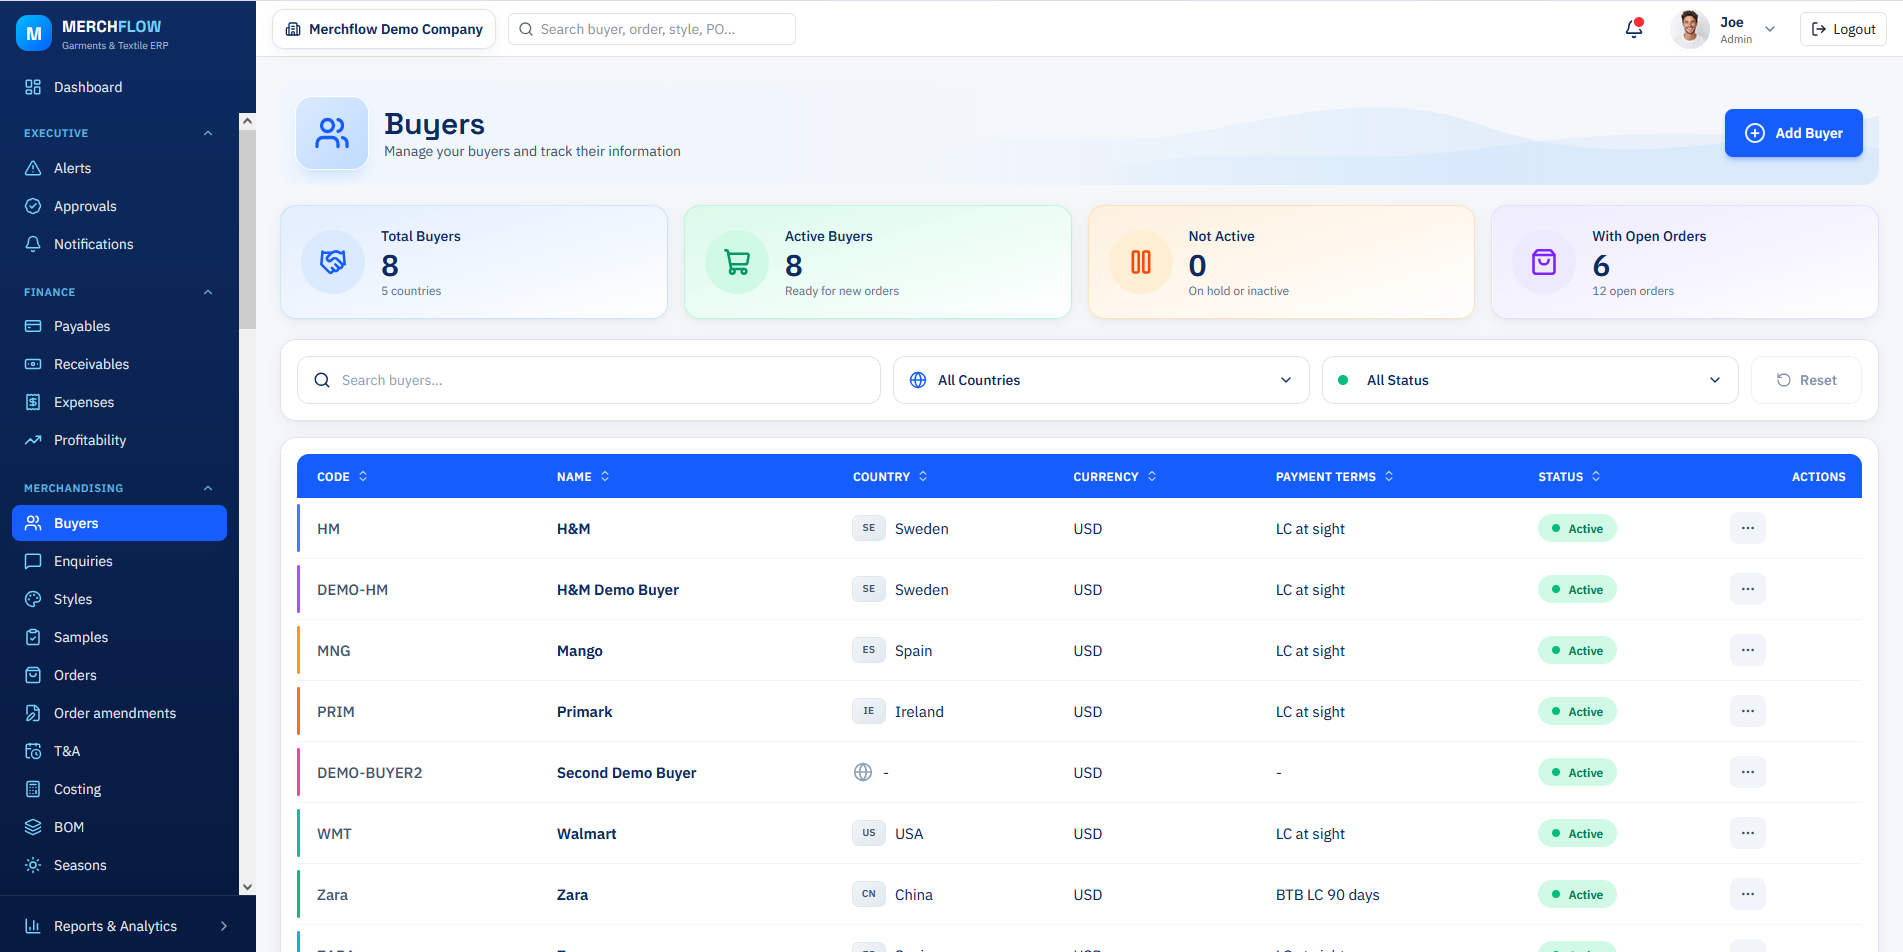 M MERCHFLOW
Garments & Textile ERP
Merchflow Demo Company
Search buyer, order, style, PO...
Joe
Admin
Logout
Dashboard
EXECUTIVE
Alerts
Approvals
Notifications
FINANCE
Payables
Receivables
Expenses
Profitability
MERCHANDISING
Buyers
Enquiries
Styles
Samples
Orders
Order amendments
T&A
Costing
BOM
Seasons
Reports & Analytics
Buyers
Manage your buyers and track their information
Add Buyer
Total Buyers
8
5 countries
Active Buyers
8
Ready for new orders
Not Active
0
On hold or inactive
With Open Orders
6
12 open orders
Search buyers...
All Countries
All Status
Reset
CODE NAME COUNTRY CURRENCY PAYMENT TERMS STATUS ACTIONS
HM H&M SE Sweden USD LC at sight Active
DEMO-HM H&M Demo Buyer SE Sweden USD LC at sight Active
MNG Mango ES Spain USD LC at sight Active
PRIM Primark IE Ireland USD LC at sight Active
DEMO-BUYER2 Second Demo Buyer - USD - Active
WMT Walmart US USA USD LC at sight Active
Zara Zara CN China USD BTB LC 90 days Active